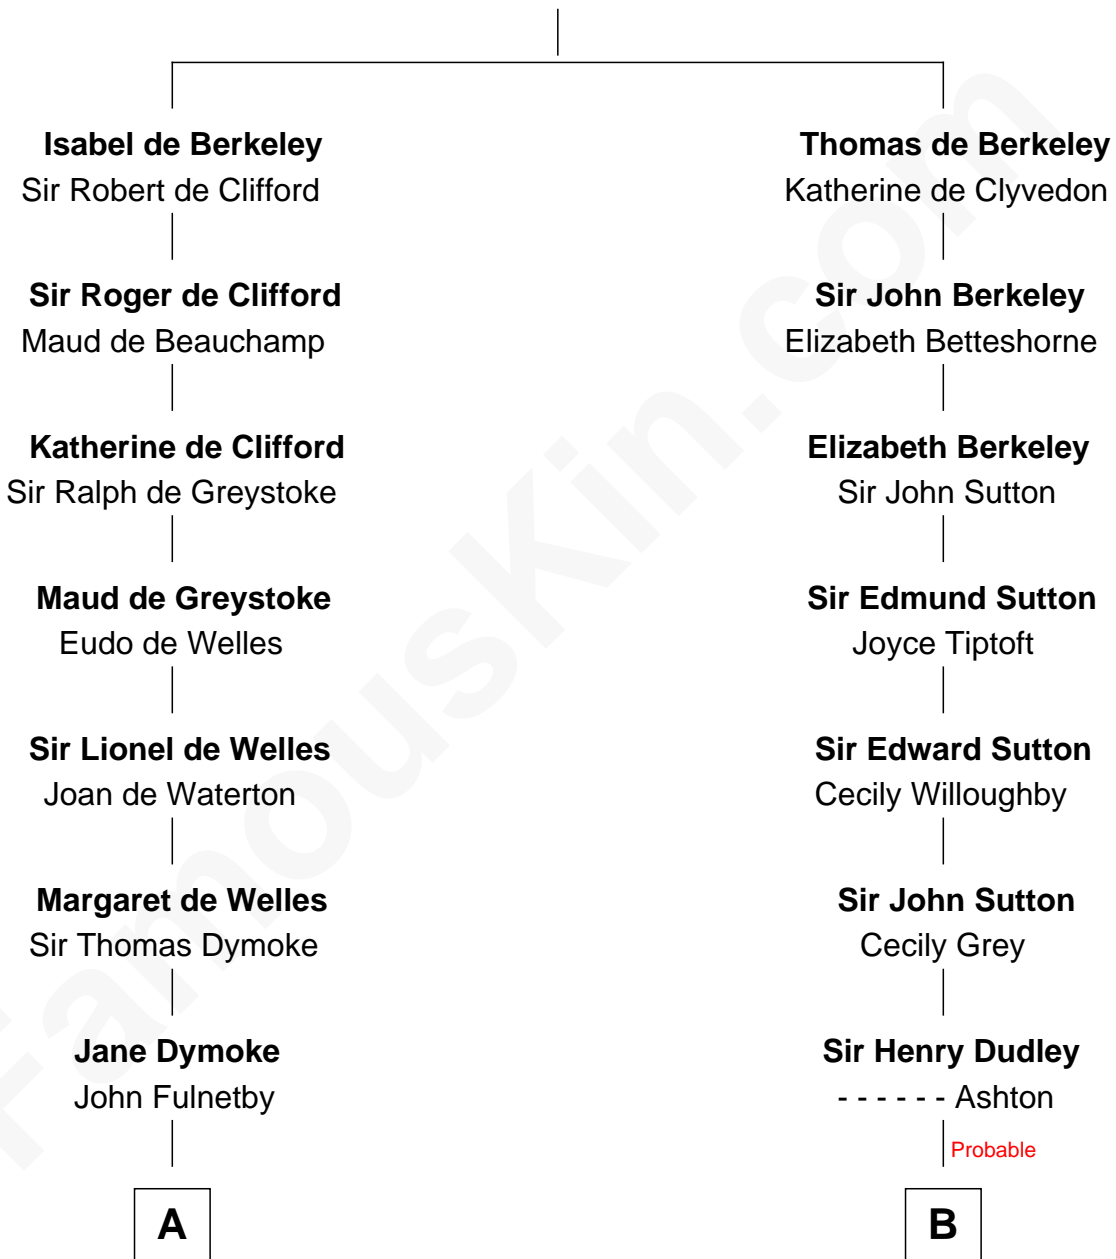 Isabel de Berkeley
Sir Robert de Clifford
Sir Roger de Clifford
Maud de Beauchamp
Katherine de Clifford
Sir Ralph de Greystoke
Maud de Greystoke
Eudo de Welles
Sir Lionel de Welles
Joan de Waterton
Margaret de Welles
Sir Thomas Dymoke
Jane Dymoke
John Fulnetby
A
Thomas de Berkeley
Katherine de Clyvedon
Sir John Berkeley
Elizabeth Betteshorne
Elizabeth Berkeley
Sir John Sutton
Sir Edmund Sutton
Joyce Tiptoft
Sir Edward Sutton
Cecily Willoughby
Sir John Sutton
Cecily Grey
Sir Henry Dudley
- - - - - - Ashton
Probable
B
FamousKin.com